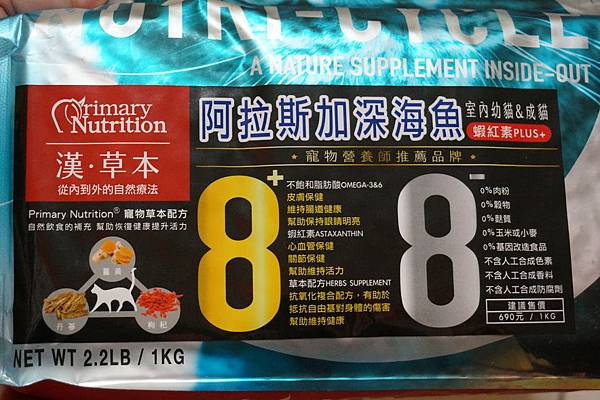 NUTRI-CYCLE
A NATURE SUPPLEMENT INSIDE-OUT
Primary
Nutrition
漢·草本
從內到外的自然療法
Primary Nutrition® 寵物草本配方
自然飲食的補充 幫助恢復健康提升活力
薑黃
丹蔘
枸杞
NET WT 2.2LB / 1KG
阿拉斯加深海魚
室內幼貓&成貓
蝦紅素PLUS+
★寵物營養師推薦品牌★
8+
不飽和脂肪酸OMEGA-3&6
皮膚保健
維持腸道健康
幫助保持眼睛明亮
蝦紅素ASTAXANTHIN
心血管保健
關節保健
幫助維持活力
草本配方HERBS SUPPLEMENT
抗氧化複合配方，有助於
抵抗自由基對身體的傷害
幫助維持健康
8-
0%肉粉
0%穀物
0%麩質
0%玉米或小麥
0%基因改造食品
不含人工合成色素
不含人工合成香料
不含人工合成防腐劑
建議售價
690元 / 1KG